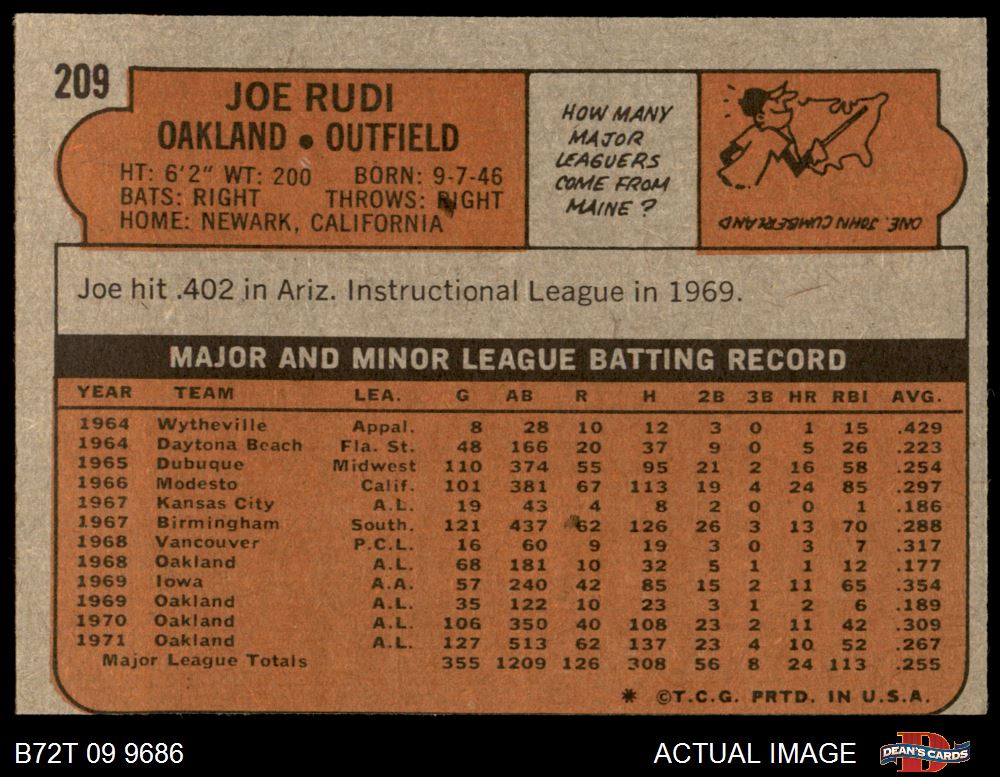 209
JOE RUDI
OAKLAND • OUTFIELD
HT: 6'2" WT: 200 BORN: 9-7-46
BATS: RIGHT THROWS: RIGHT
HOME: NEWARK, CALIFORNIA
HOW MANY
MAJOR
LEAGUERS
COME FROM
MAINE?
ONE. JOHN CUMBERLAND
Joe hit .402 in Ariz. Instructional League in 1969.
MAJOR AND MINOR LEAGUE BATTING RECORD
YEAR TEAM LEA. G AB R H 2B 3B HR RBI AVG.
1964 Wytheville Appal. 8 28 10 12 3 0 1 15 .429
1964 Daytona Beach Fla. St. 48 166 20 37 9 0 5 26 .223
1965 Dubuque Midwest 110 374 55 95 21 2 16 58 .254
1966 Modesto Calif. 101 381 67 113 19 4 24 85 .297
1967 Kansas City A.L. 19 43 4 8 2 0 0 1 .186
1967 Birmingham South. 121 437 62 126 26 3 13 70 .288
1968 Vancouver P.C.L. 16 60 9 19 3 0 3 7 .317
1968 Oakland A.L. 68 181 10 32 5 1 1 12 .177
1969 Iowa A.A. 57 240 42 85 15 2 11 65 .354
1969 Oakland A.L. 35 122 10 23 3 1 2 6 .189
1970 Oakland A.L. 106 350 40 108 23 2 11 42 .309
1971 Oakland A.L. 127 513 62 137 23 4 10 52 .267
Major League Totals 355 1209 126 308 56 8 24 113 .255
* ©T.C.G. PRTD. IN U.S.A.
B72T 09 9686
ACTUAL IMAGE
DEAN'S CARDS